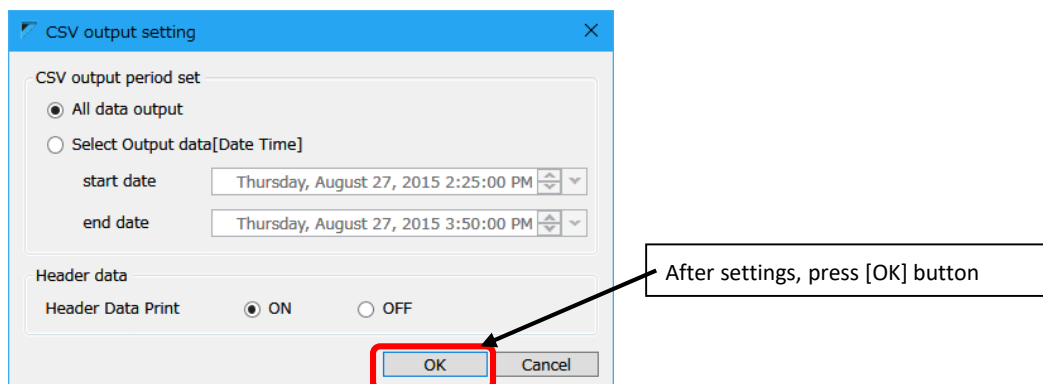 CSV output setting
CSV output period set
All data output
Select Output data[Date Time]
start date Thursday, August 27, 2015 2:25:00 PM
end date Thursday, August 27, 2015 3:50:00 PM
After settings, press [OK] button
Header data
Header Data Print ON OFF
OK Cancel